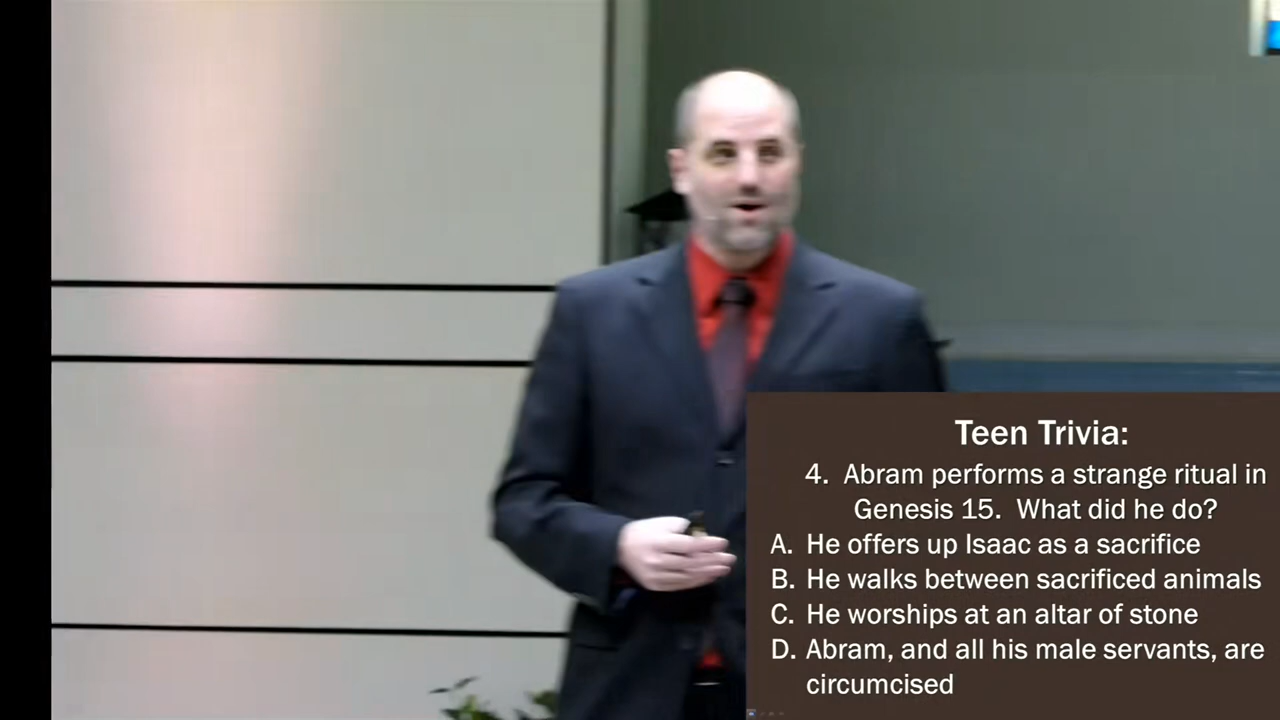 Teen Trivia:
4. Abram performs a strange ritual in
Genesis 15. What did he do?
A. He offers up Isaac as a sacrifice
B. He walks between sacrificed animals
C. He worships at an altar of stone
D. Abram, and all his male servants, are
circumcised